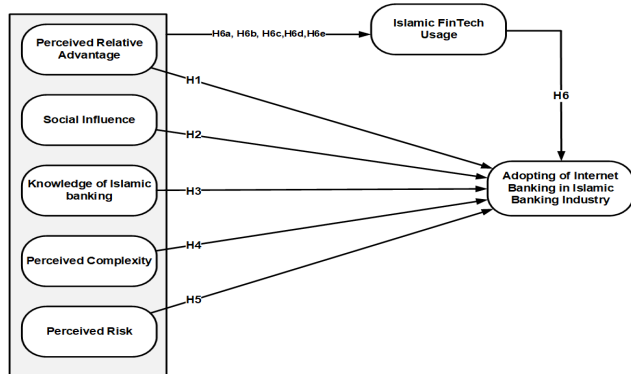 Perceived Relative
Advantage
H6a, H6b, H6c,H6d,H6e
Islamic FinTech
Usage
H1
Social Influence
H2
H6
Knowledge of Islamic
banking
H3
Adopting of Internet
Banking in Islamic
Banking Industry
Perceived Complexity
H4
Perceived Risk
H5